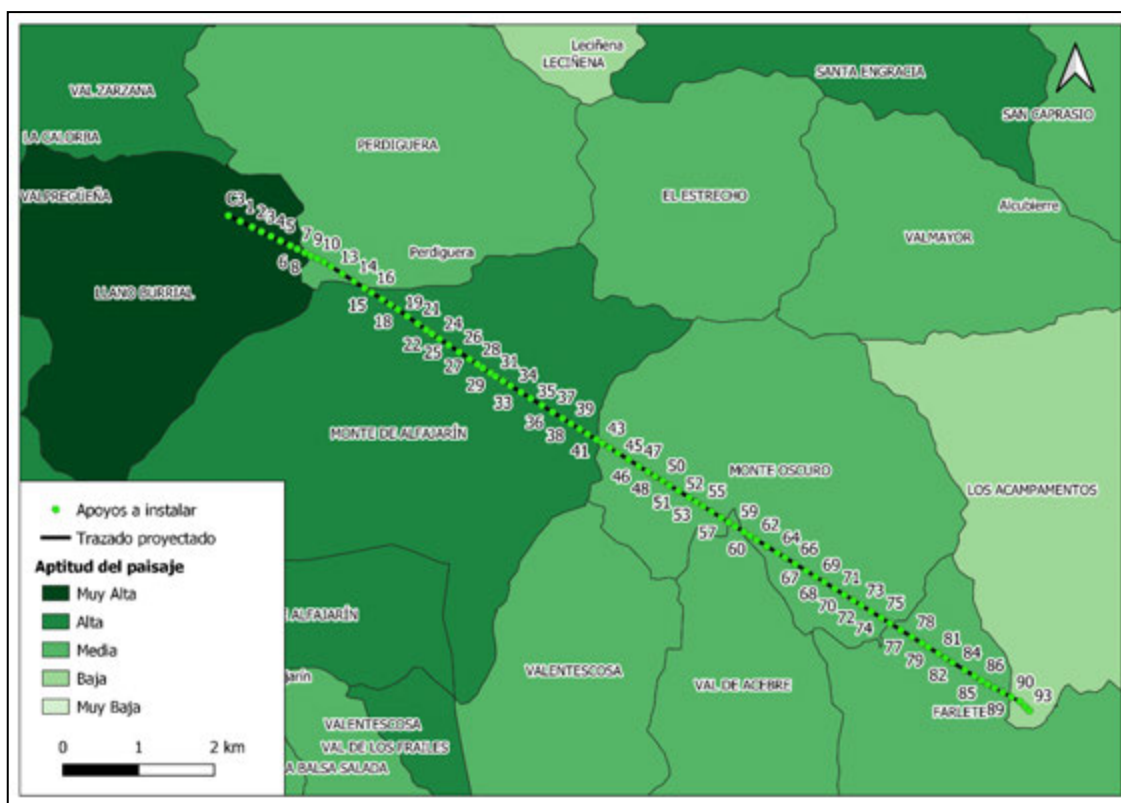 Leciñena
LECIÑENA
SANTA ENGRACIA
VAL ZARZANA
SAN CAPRASIO
LA CALORBA
PERDIGUERA
VALPREGÜEÑA
EL ESTRECHO
Alcubierre
VALMAYOR
C3 1 2 3 4 5
7 9 10
Perdiguera
6 8
13 14 16
LLANO BURRIAL
15 18
19 21 24 26 28 31 34 35 37 39
22 25 27 29 33 36 38 41
MONTE DE ALFAJARÍN
43 45 47 50 52 55
MONTE OSCURO
46 48 51 53 57
LOS ACAMPAMENTOS
59 62 64 66 69 71 73 75
60 67 68 70 72 74
78 81 84 86 90 93
77 79 82 85 89
Apoyos a instalar
Trazado proyectado
Aptitud del paisaje
Muy Alta
Alta
Media
Baja
Muy Baja
0 1 2 km
E ALFAJARÍN
jarín
VALENTESCOSA
VAL DE ACEBRE
FARLETE
VALENTESCOSA
VAL DE LOS FRAILES
A BALSA SALADA